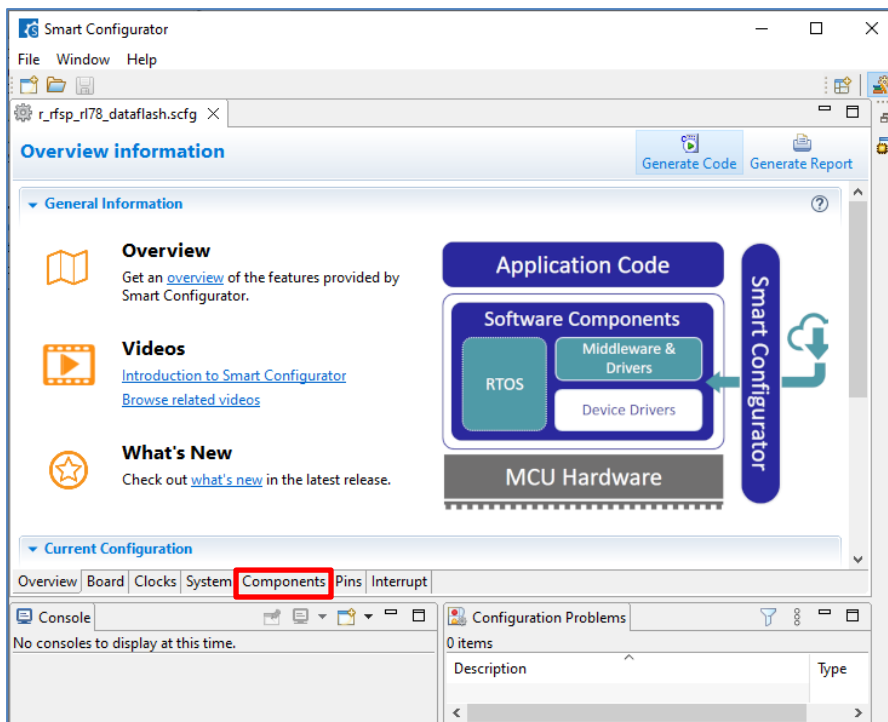 Smart Configurator
File Window Help
r_rfsp_rl78_dataflash.scfg
Overview information
Generate Code Generate Report
General Information
Overview
Get an overview of the features provided by
Smart Configurator.
Videos
Introduction to Smart Configurator
Browse related videos
What's New
Check out what's new in the latest release.
Application Code
Software Components
RTOS
Middleware &
Drivers
Device Drivers
MCU Hardware
Smart Configurator
Current Configuration
Overview Board Clocks System Components Pins Interrupt
Console
No consoles to display at this time.
Configuration Problems
0 items
Description Type